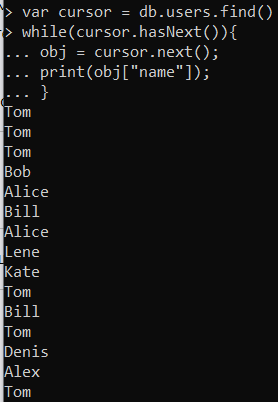 > var cursor = db.users.find()
> while(cursor.hasNext()){
... obj = cursor.next();
... print(obj["name"]);
... }
Tom
Tom
Tom
Bob
Alice
Bill
Alice
Lene
Kate
Tom
Bill
Tom
Denis
Alex
Tom